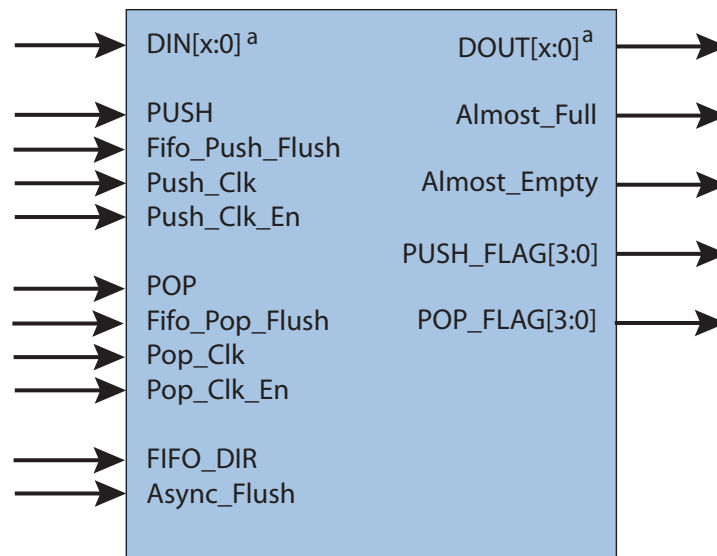 DIN[x:0] a
DOUT[x:0] a
PUSH
Almost_Full
Fifo_Push_Flush
Push_Clk
Almost_Empty
Push_Clk_En
PUSH_FLAG[3:0]
POP
Fifo_Pop_Flush
POP_FLAG[3:0]
Pop_Clk
Pop_Clk_En
FIFO_DIR
Async_Flush